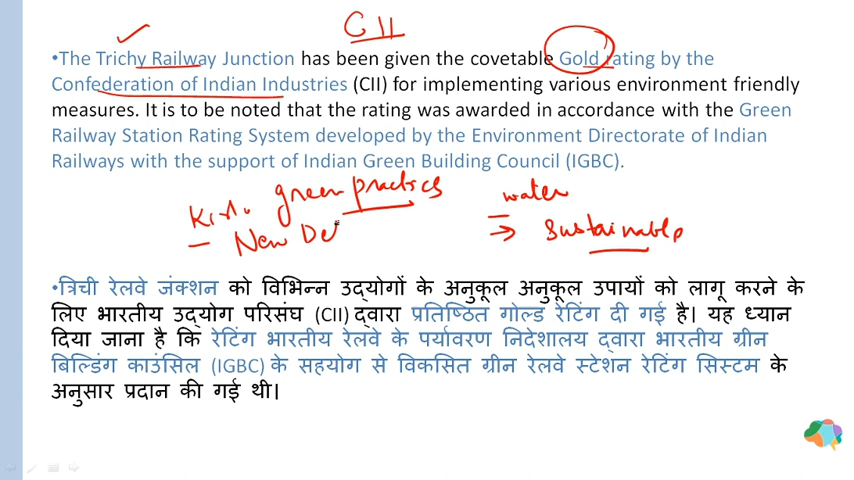 CII
•The Trichy Railway Junction has been given the covetable Gold rating by the
Confederation of Indian Industries (CII) for implementing various environment friendly
measures. It is to be noted that the rating was awarded in accordance with the Green
Railway Station Rating System developed by the Environment Directorate of Indian
Railways with the support of Indian Green Building Council (IGBC).
green practices
water
– New De
⇒ sustainable
•त्रिची रेलवे जंक्शन को विभिन्न उद्योगों के अनुकूल अनुकूल उपायों को लागू करने के
लिए भारतीय उद्योग परिसंघ (CII) द्वारा प्रतिष्ठित गोल्ड रेटिंग दी गई है। यह ध्यान
दिया जाना है कि रेटिंग भारतीय रेलवे के पर्यावरण निदेशालय द्वारा भारतीय ग्रीन
बिल्डिंग काउंसिल (IGBC) के सहयोग से विकसित ग्रीन रेलवे स्टेशन रेटिंग सिस्टम के
अनुसार प्रदान की गई थी।